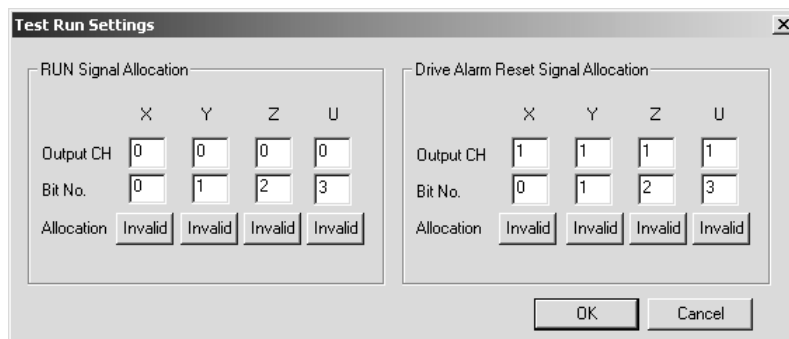 Test Run Settings
RUN Signal Allocation
X Y Z U
Output CH 0 0 0 0
Bit No. 0 1 2 3
Allocation Invalid Invalid Invalid Invalid
Drive Alarm Reset Signal Allocation
X Y Z U
Output CH 1 1 1 1
Bit No. 0 1 2 3
Allocation Invalid Invalid Invalid Invalid
OK Cancel